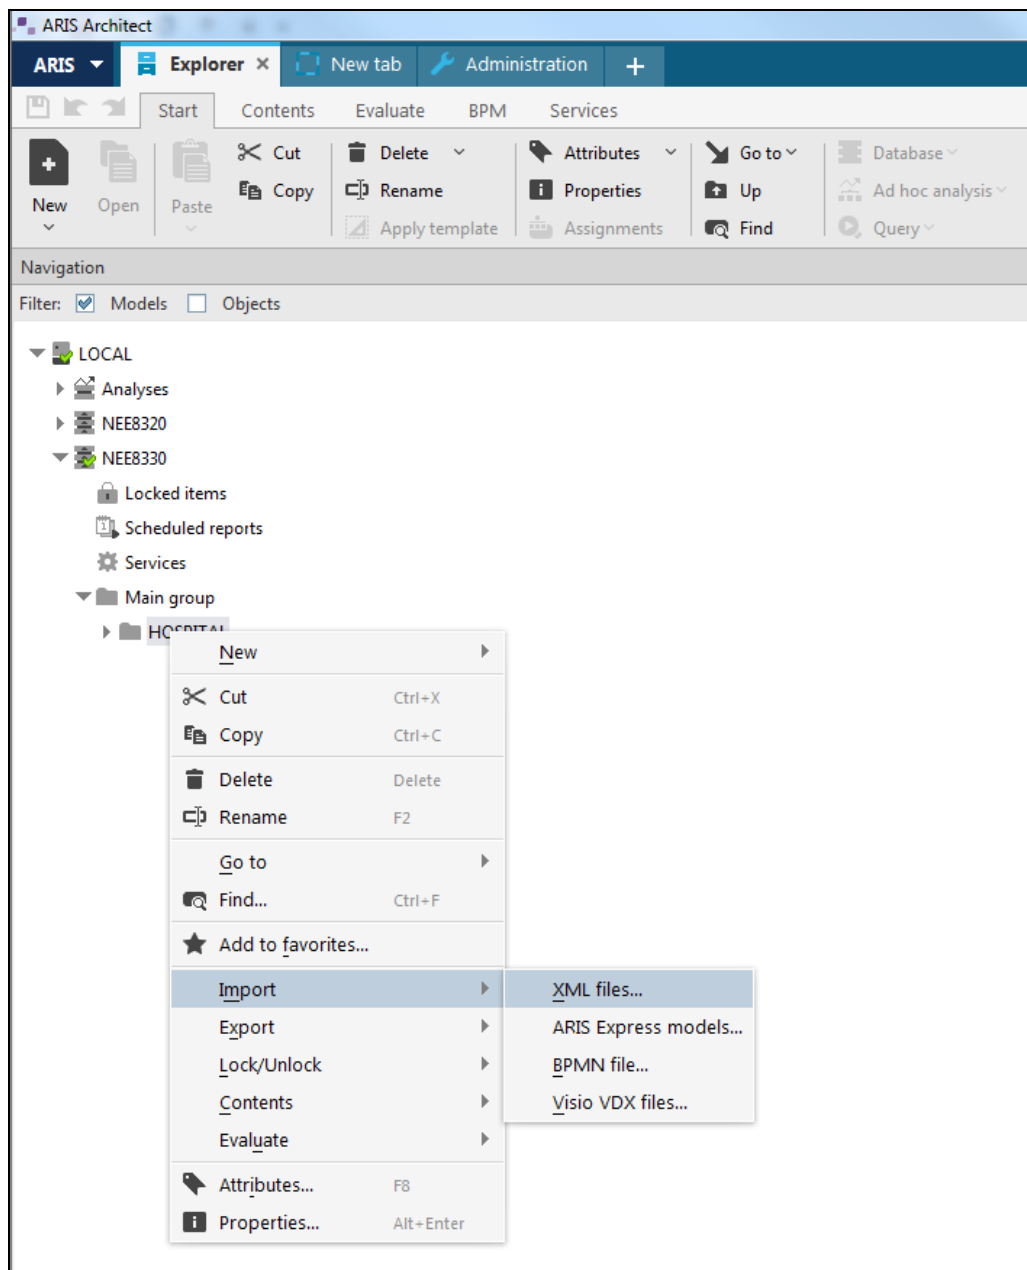 ARIS Architect
ARIS Explorer New tab Administration +
Start Contents Evaluate BPM Services
Cut Delete Attributes Go to Database
Copy Rename i Properties Up Ad hoc analysis
New Open Paste Apply template Assignments Find Query
Navigation
Filter: Models Objects
LOCAL
Analyses
NEE8320
NEE8330
Locked items
Scheduled reports
Services
Main group
HOSPITAL
New
Cut Ctrl+X
Copy Ctrl+C
Delete Delete
Rename F2
Go to
Find... Ctrl+F
Add to favorites...
Import XML files...
Export ARIS Express models...
Lock/Unlock BPMN file...
Contents Visio VDX files...
Evaluate
Attributes... F8
i Properties... Alt+Enter